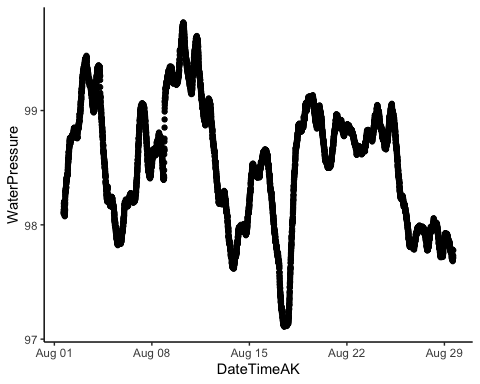 WaterPressure
99
98
97
Aug 01 Aug 08 Aug 15 Aug 22 Aug 29
DateTimeAK